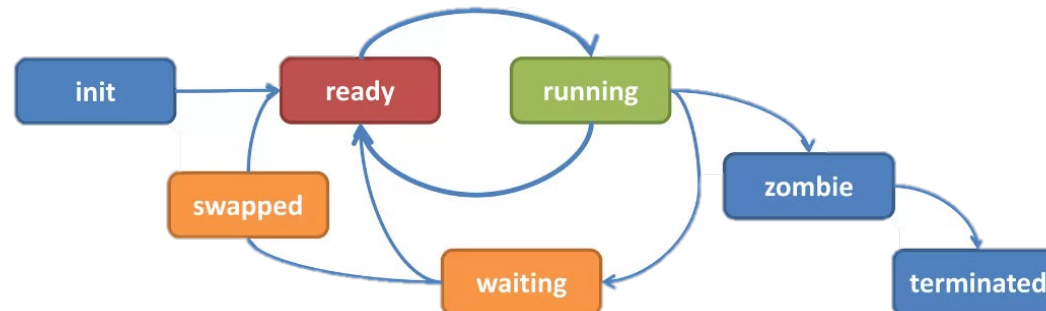 init
ready
running
swapped
zombie
waiting
terminated